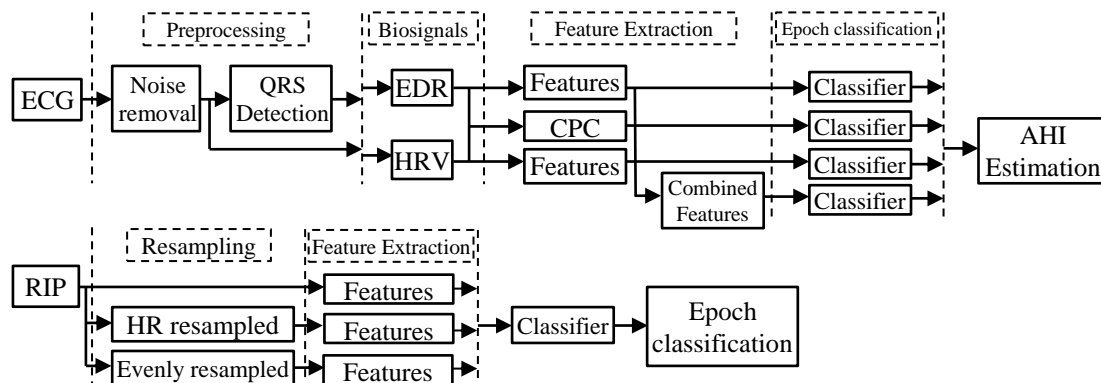 Preprocessing
Biosignals
Feature Extraction
Epoch classification
ECG
Noise
removal
QRS
Detection
EDR
HRV
Features
CPC
Features
Combined
Features
Classifier
Classifier
Classifier
Classifier
AHI
Estimation
Resampling
Feature Extraction
RIP
HR resampled
Evenly resampled
Features
Features
Features
Classifier
Epoch
classification